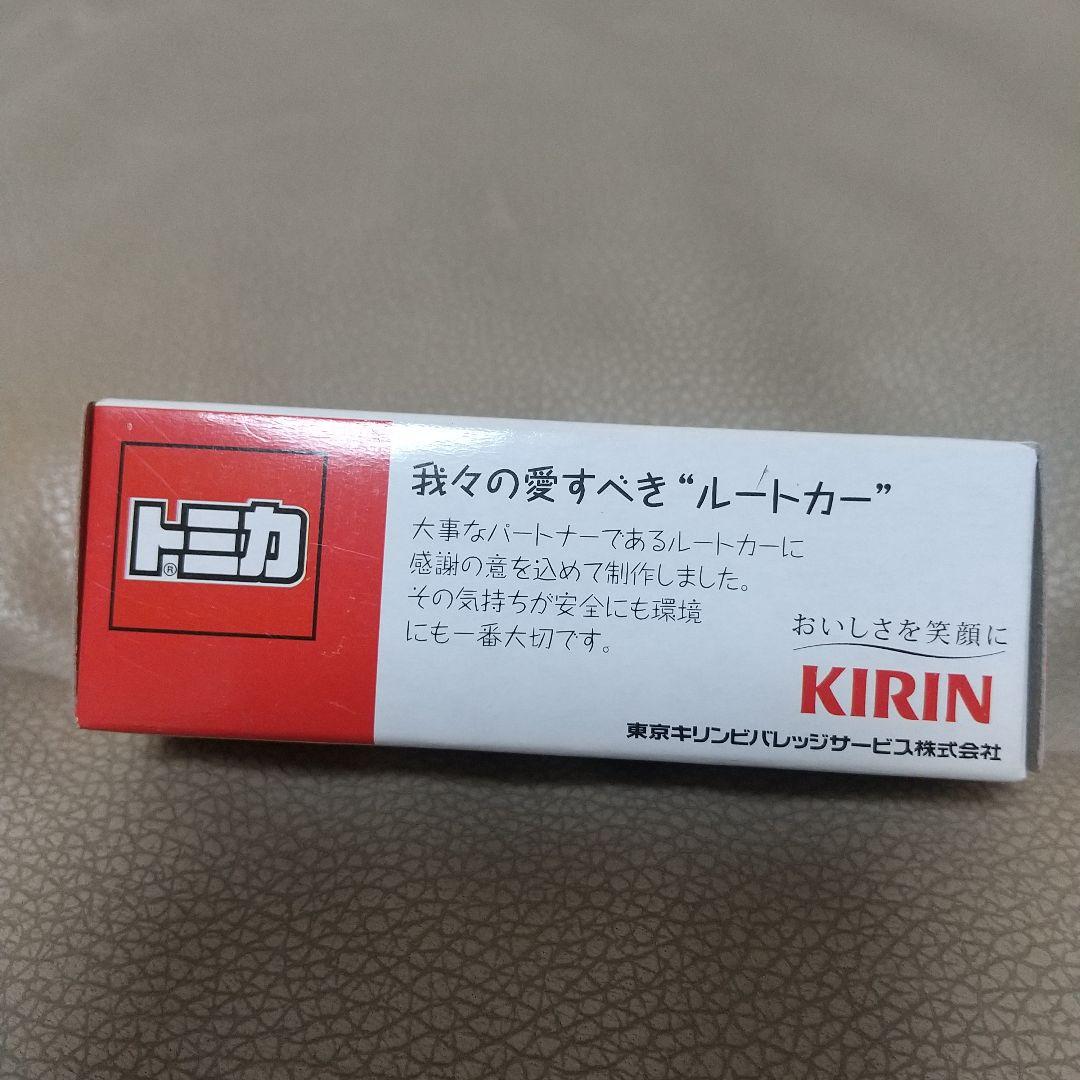 トミカ®
我々の愛すべき“ルートカー”
大事なパートナーであるルートカーに
感謝の意を込めて制作しました。
その気持ちが安全にも環境
にも一番大切です。
おいしさを笑顔に
KIRIN
東京キリンビバレッジサービス株式会社